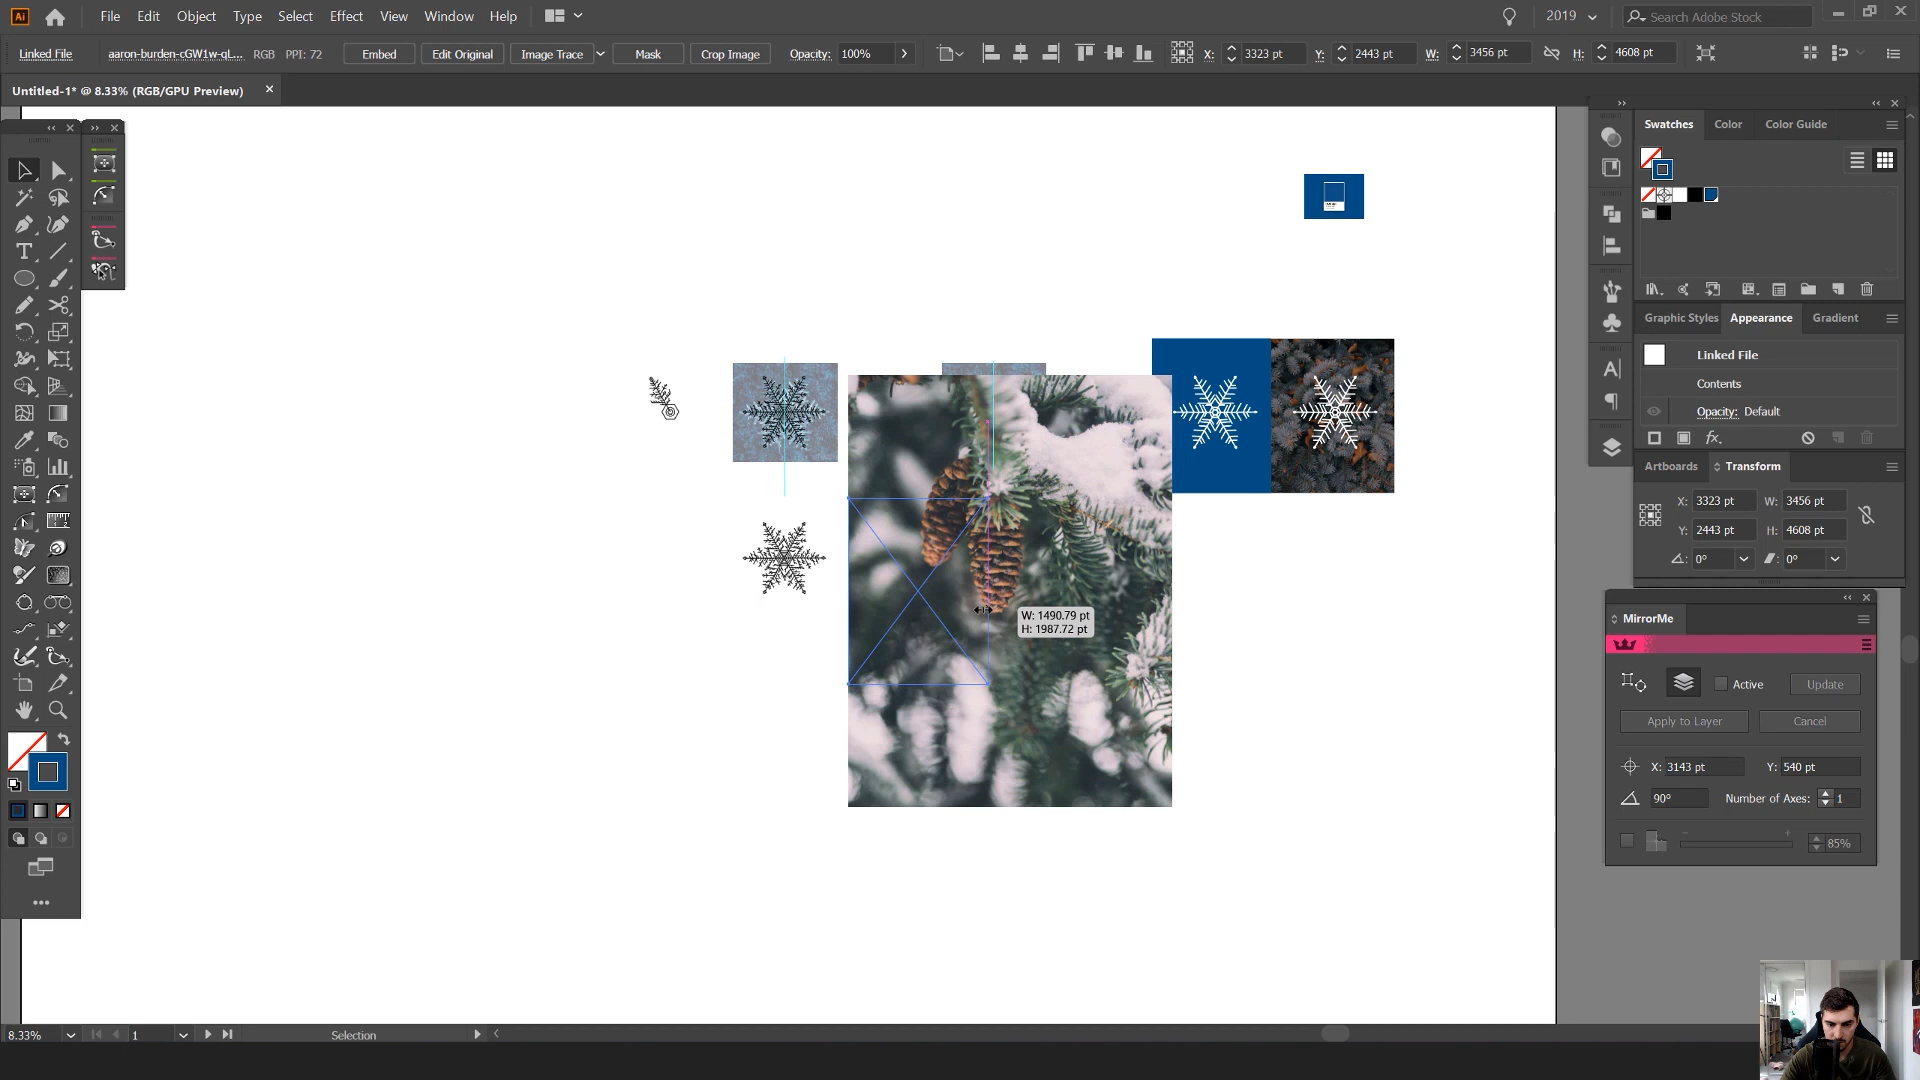 Ai File Edit Object Type Select Effect View Window Help 2019 Search Adobe Stock
Linked File aaron-burden-cGW1w-qL... RGB PPI: 72 Embed Edit Original Image Trace Mask Crop Image Opacity: 100% X: 3323 pt Y: 2443 pt W: 3456 pt H: 4608 pt
Untitled-1* @ 8.33% (RGB/GPU Preview)
Swatches Color Color Guide
Graphic Styles Appearance Gradient
Linked File
Contents
Opacity: Default
fx
Artboards Transform
X: 3323 pt W: 3456 pt
Y: 2443 pt H: 4608 pt
0° 0°
MirrorMe
Active Update
Apply to Layer Cancel
X: 3143 pt Y: 540 pt
90° Number of Axes: 1
85%
W: 1490.79 pt
H: 1987.72 pt
8.33% 1 Selection